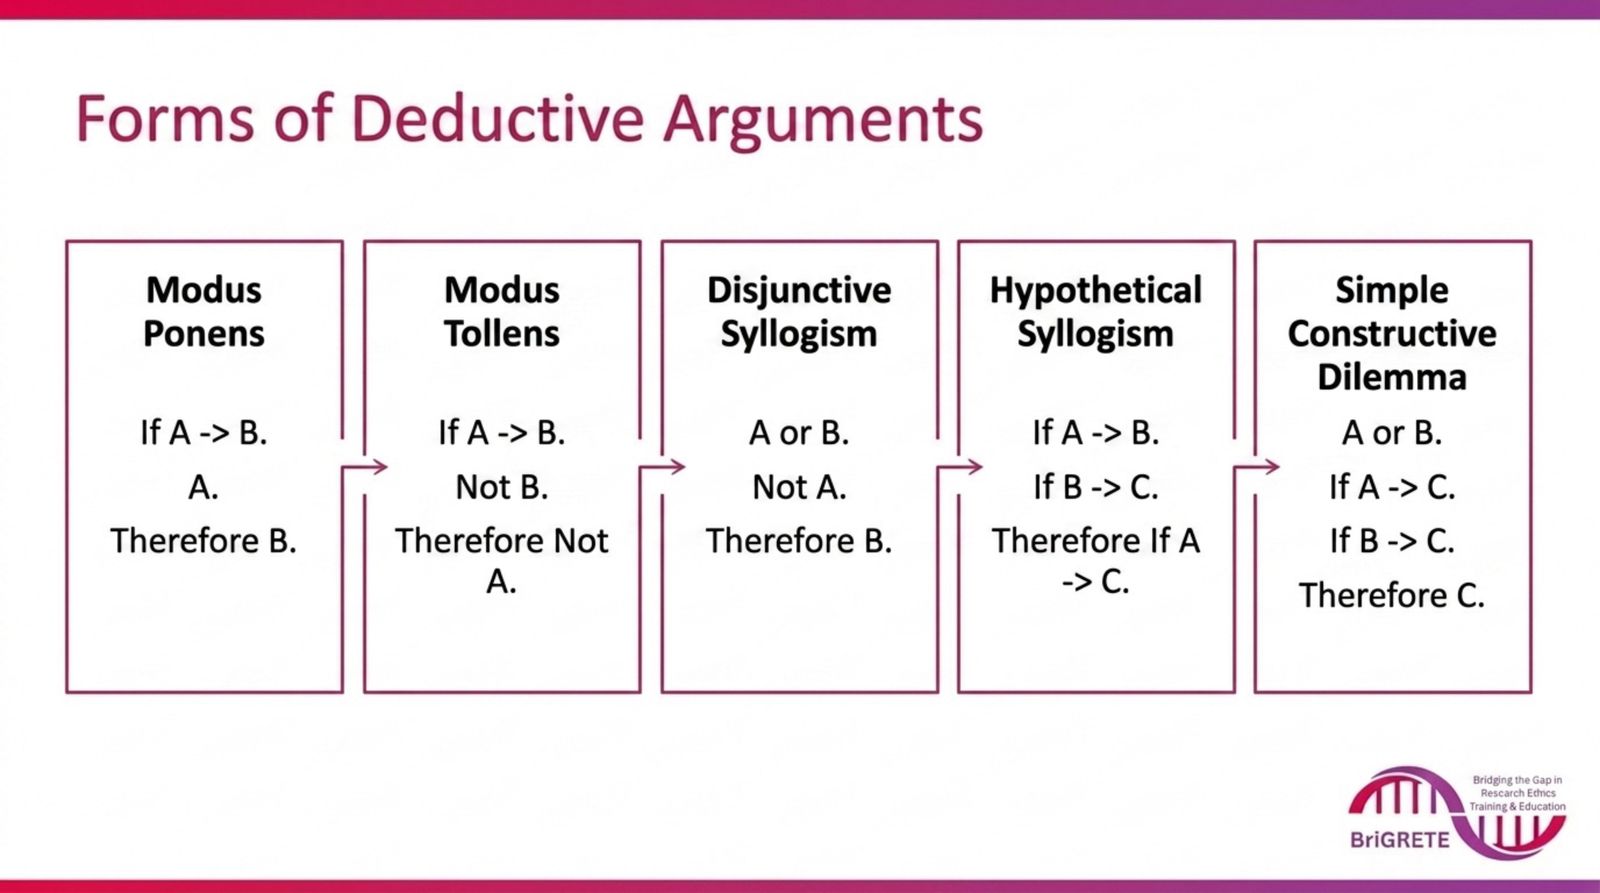 Forms of Deductive Arguments
Modus
Ponens
If A -> B.
A.
Therefore B.
Modus
Tollens
If A -> B.
Not B.
Therefore Not
A.
Disjunctive
Syllogism
A or B.
Not A.
Therefore B.
Hypothetical
Syllogism
If A -> B.
If B -> C.
Therefore If A
-> C.
Simple
Constructive
Dilemma
A or B.
If A -> C.
If B -> C.
Therefore C.
Bridging the Gap in
Research Ethcs
Training & Education
BriGRETE